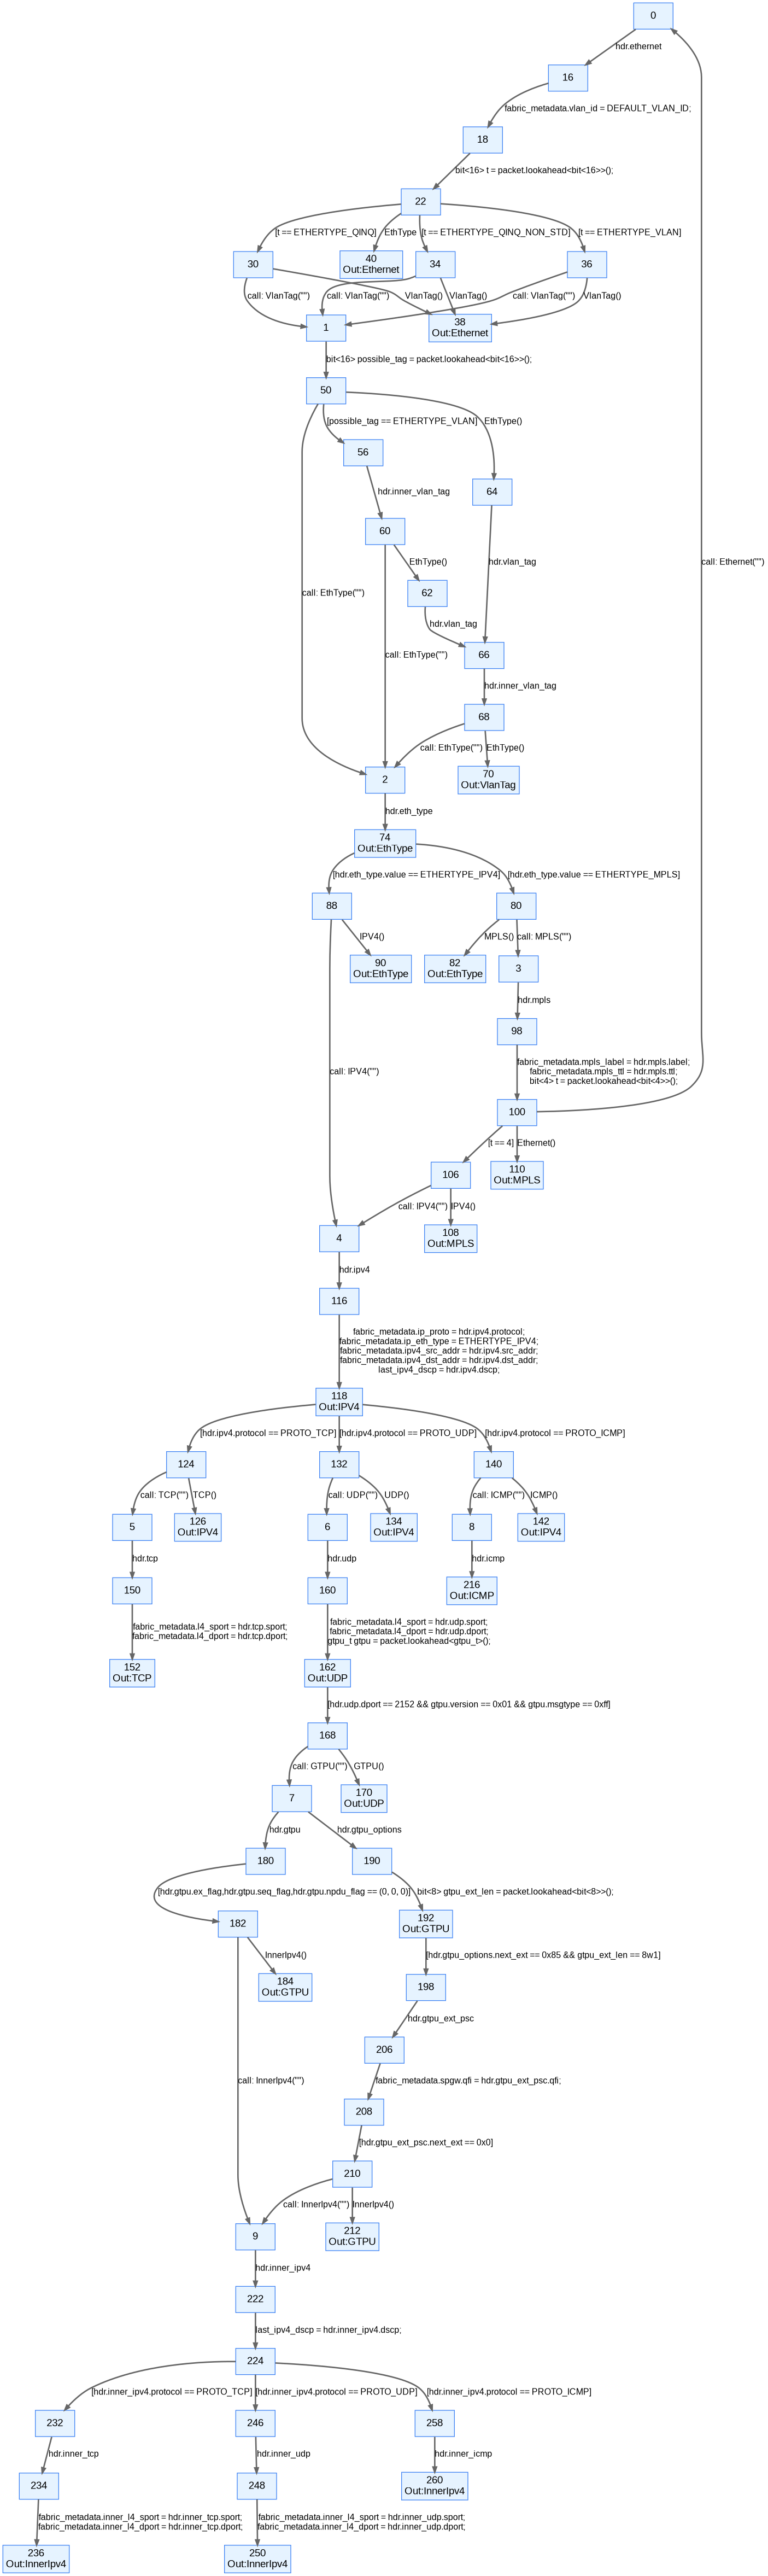 0
hdr.ethernet
16
fabric_metadata.vlan_id = DEFAULT_VLAN_ID;
18
bit<16> t = packet.lookahead<bit<16>>();
22
[t == ETHERTYPE_QINQ]
EthType
[t == ETHERTYPE_QINQ_NON_STD]
[t == ETHERTYPE_VLAN]
30
40
Out:Ethernet
34
36
call: VlanTag("")
VlanTag()
call: VlanTag("")
VlanTag()
call: VlanTag("")
VlanTag()
1
38
Out:Ethernet
bit<16> possible_tag = packet.lookahead<bit<16>>();
50
[possible_tag == ETHERTYPE_VLAN]
EthType()
56
64
hdr.inner_vlan_tag
60
EthType()
hdr.vlan_tag
call: Ethernet("")
62
call: EthType("")
hdr.vlan_tag
66
call: EthType("")
hdr.inner_vlan_tag
68
call: EthType("")
EthType()
2
70
Out:VlanTag
hdr.eth_type
74
Out:EthType
[hdr.eth_type.value == ETHERTYPE_IPV4]
[hdr.eth_type.value == ETHERTYPE_MPLS]
88
80
IPV4()
MPLS()
call: MPLS("")
90
Out:EthType
82
Out:EthType
3
hdr.mpls
98
fabric_metadata.mpls_label = hdr.mpls.label;
fabric_metadata.mpls_ttl = hdr.mpls.ttl;
bit<4> t = packet.lookahead<bit<4>>();
call: IPV4("")
100
[t == 4]
Ethernet()
106
110
Out:MPLS
call: IPV4("")
IPV4()
4
108
Out:MPLS
hdr.ipv4
116
fabric_metadata.ip_proto = hdr.ipv4.protocol;
fabric_metadata.ip_eth_type = ETHERTYPE_IPV4;
fabric_metadata.ipv4_src_addr = hdr.ipv4.src_addr;
fabric_metadata.ipv4_dst_addr = hdr.ipv4.dst_addr;
last_ipv4_dscp = hdr.ipv4.dscp;
118
Out:IPV4
[hdr.ipv4.protocol == PROTO_TCP]
[hdr.ipv4.protocol == PROTO_UDP]
[hdr.ipv4.protocol == PROTO_ICMP]
124
132
140
call: TCP("")
TCP()
call: UDP("")
UDP()
call: ICMP("")
ICMP()
5
126
Out:IPV4
6
134
Out:IPV4
8
142
Out:IPV4
hdr.tcp
hdr.udp
hdr.icmp
150
160
216
Out:ICMP
fabric_metadata.l4_sport = hdr.tcp.sport;
fabric_metadata.l4_dport = hdr.tcp.dport;
fabric_metadata.l4_sport = hdr.udp.sport;
fabric_metadata.l4_dport = hdr.udp.dport;
gtpu_t gtpu = packet.lookahead<gtpu_t>();
152
Out:TCP
162
Out:UDP
[hdr.udp.dport == 2152 && gtpu.version == 0x01 && gtpu.msgtype == 0xff]
168
call: GTPU("")
GTPU()
7
170
Out:UDP
hdr.gtpu
hdr.gtpu_options
180
190
[hdr.gtpu.ex_flag,hdr.gtpu.seq_flag,hdr.gtpu.npdu_flag == (0, 0, 0)]
bit<8> gtpu_ext_len = packet.lookahead<bit<8>>();
182
192
Out:GTPU
InnerIpv4()
[hdr.gtpu_options.next_ext == 0x85 && gtpu_ext_len == 8w1]
184
Out:GTPU
198
hdr.gtpu_ext_psc
206
call: InnerIpv4("")
fabric_metadata.spgw.qfi = hdr.gtpu_ext_psc.qfi;
208
[hdr.gtpu_ext_psc.next_ext == 0x0]
210
call: InnerIpv4("")
InnerIpv4()
9
212
Out:GTPU
hdr.inner_ipv4
222
last_ipv4_dscp = hdr.inner_ipv4.dscp;
224
[hdr.inner_ipv4.protocol == PROTO_TCP]
[hdr.inner_ipv4.protocol == PROTO_UDP]
[hdr.inner_ipv4.protocol == PROTO_ICMP]
232
246
258
hdr.inner_tcp
hdr.inner_udp
hdr.inner_icmp
234
248
260
Out:InnerIpv4
fabric_metadata.inner_l4_sport = hdr.inner_tcp.sport;
fabric_metadata.inner_l4_dport = hdr.inner_tcp.dport;
fabric_metadata.inner_l4_sport = hdr.inner_udp.sport;
fabric_metadata.inner_l4_dport = hdr.inner_udp.dport;
236
Out:InnerIpv4
250
Out:InnerIpv4